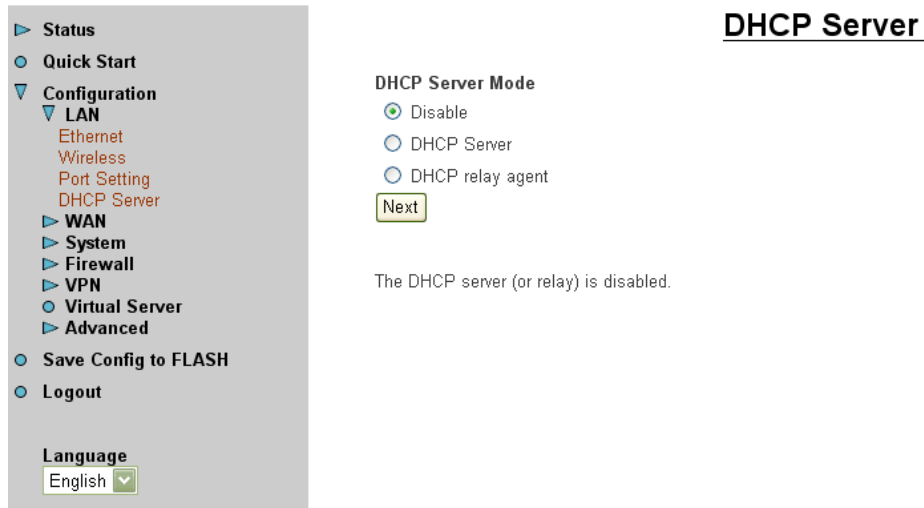 Status
Quick Start
Configuration
LAN
Ethernet
Wireless
Port Setting
DHCP Server
WAN
System
Firewall
VPN
Virtual Server
Advanced
Save Config to FLASH
Logout
Language
English
DHCP Server
DHCP Server Mode
Disable
DHCP Server
DHCP relay agent
Next
The DHCP server (or relay) is disabled.